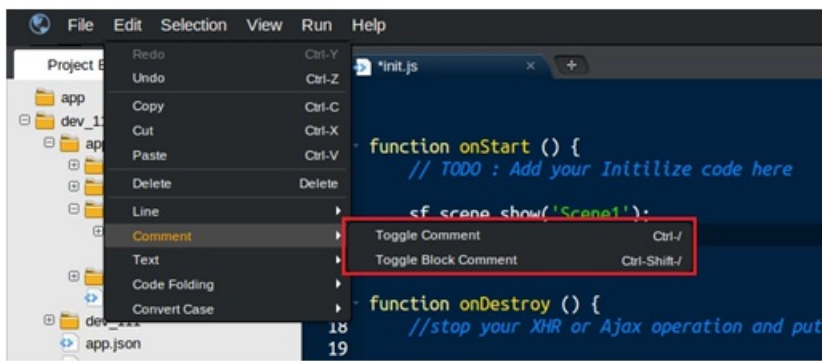 File Edit Selection View Run Help
Project E
*init.js × +
Redo Ctrl-Y
Undo Ctrl-Z
Copy Ctrl-C
Cut Ctrl-X
Paste Ctrl-V
Delete Delete
Line
Comment
Text
Code Folding
Convert Case
Toggle Comment Ctrl-/
Toggle Block Comment Ctrl-Shift-/
app
dev_11
ap
app.json
function onStart () {
// TODO : Add your Initilize code here
sf.scene.show('Scene1');
function onDestroy () {
18 //stop your XHR or Ajax operation and put
19